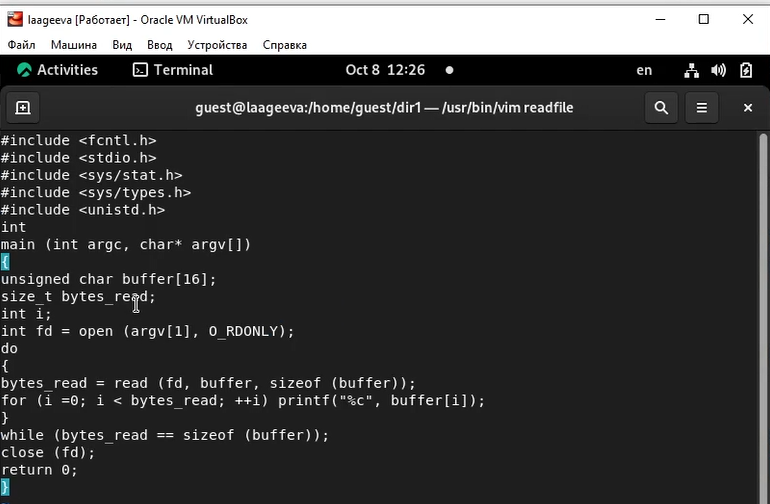 laageeva [Работает] - Oracle VM VirtualBox
Файл Машина Вид Ввод Устройства Справка
Activities Terminal Oct 8 12:26 en
guest@laageeva:/home/guest/dir1 — /usr/bin/vim readfile
#include <fcntl.h>
#include <stdio.h>
#include <sys/stat.h>
#include <sys/types.h>
#include <unistd.h>
int
main (int argc, char* argv[])
{
unsigned char buffer[16];
size_t bytes_read;
int i;
int fd = open (argv[1], O_RDONLY);
do
{
bytes_read = read (fd, buffer, sizeof (buffer));
for (i =0; i < bytes_read; ++i) printf("%c", buffer[i]);
}
while (bytes_read == sizeof (buffer));
close (fd);
return 0;
}